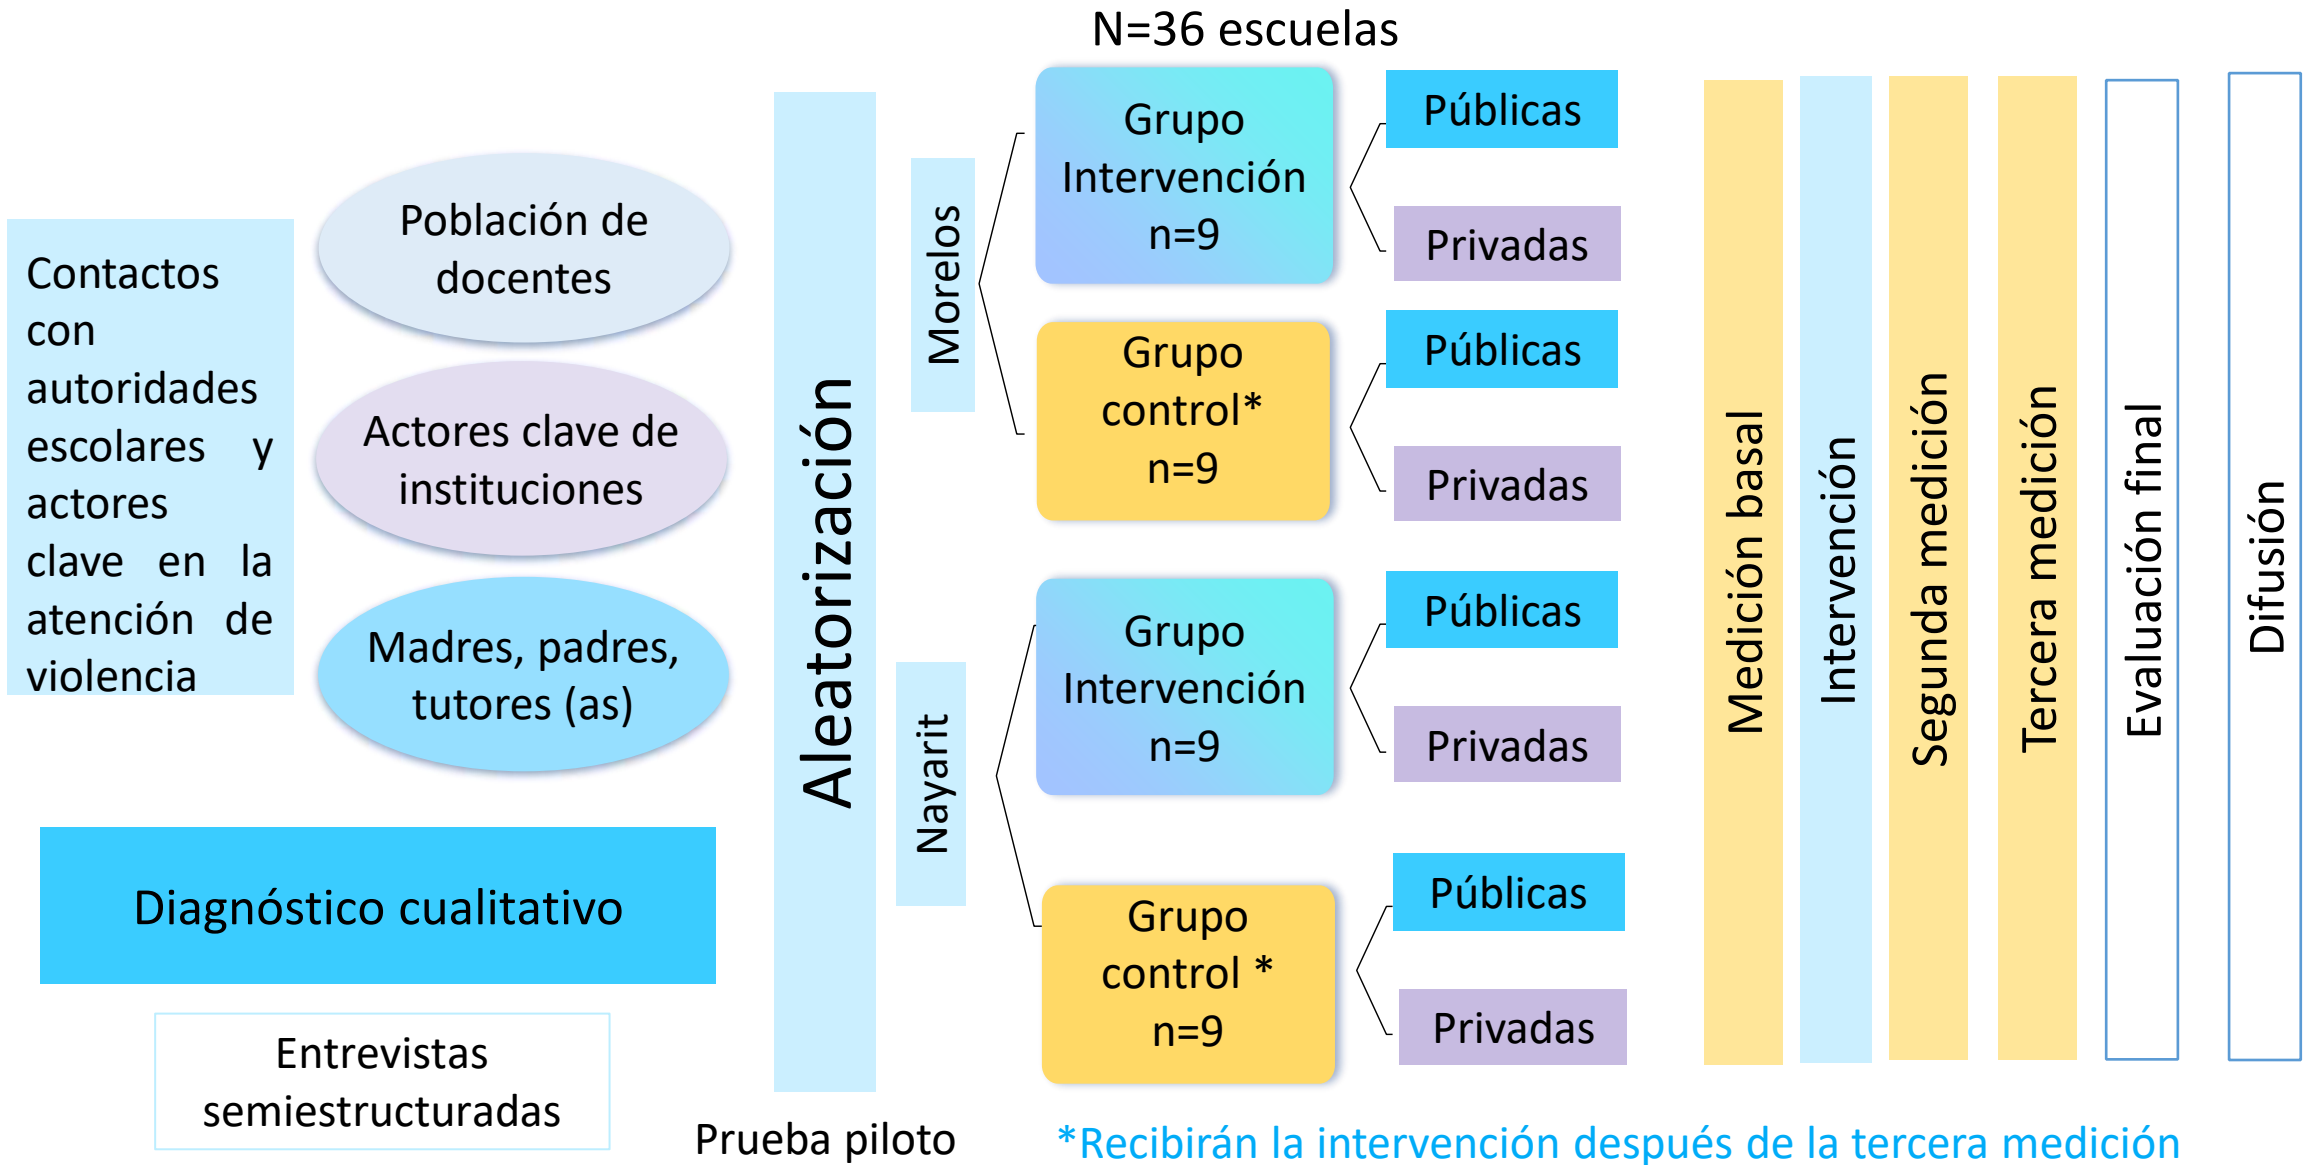 N=36 escuelas
Contactos
con
autoridades
escolares y
actores
clave en la
atención de
violencia
Población de
docentes
Actores clave de
instituciones
Madres, padres,
tutores (as)
Diagnóstico cualitativo
Entrevistas
semiestructuradas
Aleatorización
Prueba piloto
Morelos
Grupo
Intervención
n=9
Públicas
Privadas
Grupo
control*
n=9
Públicas
Privadas
Nayarit
Grupo
Intervención
n=9
Públicas
Privadas
Grupo
control *
n=9
Públicas
Privadas
Medición basal
Intervención
Segunda medición
Tercera medición
Evaluación final
Difusión
*Recibirán la intervención después de la tercera medición